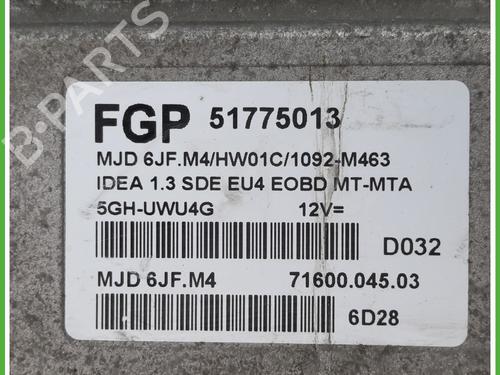 B-PARTS
FGP 51775013
MJD 6JF.M4/HW01C/1092-M463
IDEA 1.3 SDE EU4 EOBD MT-MTA
5GH-UWU4G 12V=
D032
MJD 6JF.M4 71600.045.03
6D28